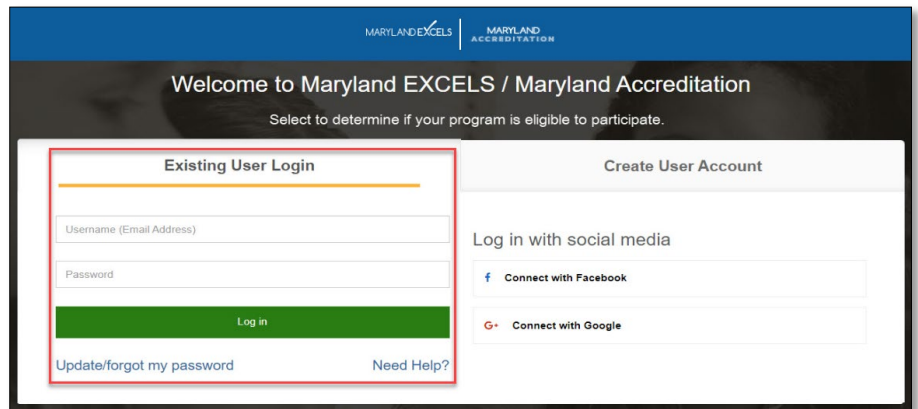 MARYLAND EXCELS
MARYLAND
ACCREDITATION
Welcome to Maryland EXCELS / Maryland Accreditation
Select to determine if your program is eligible to participate.
Existing User Login
Create User Account
Username (Email Address)
Password
Log in
Update/forgot my password
Need Help?
Log in with social media
f Connect with Facebook
G+ Connect with Google